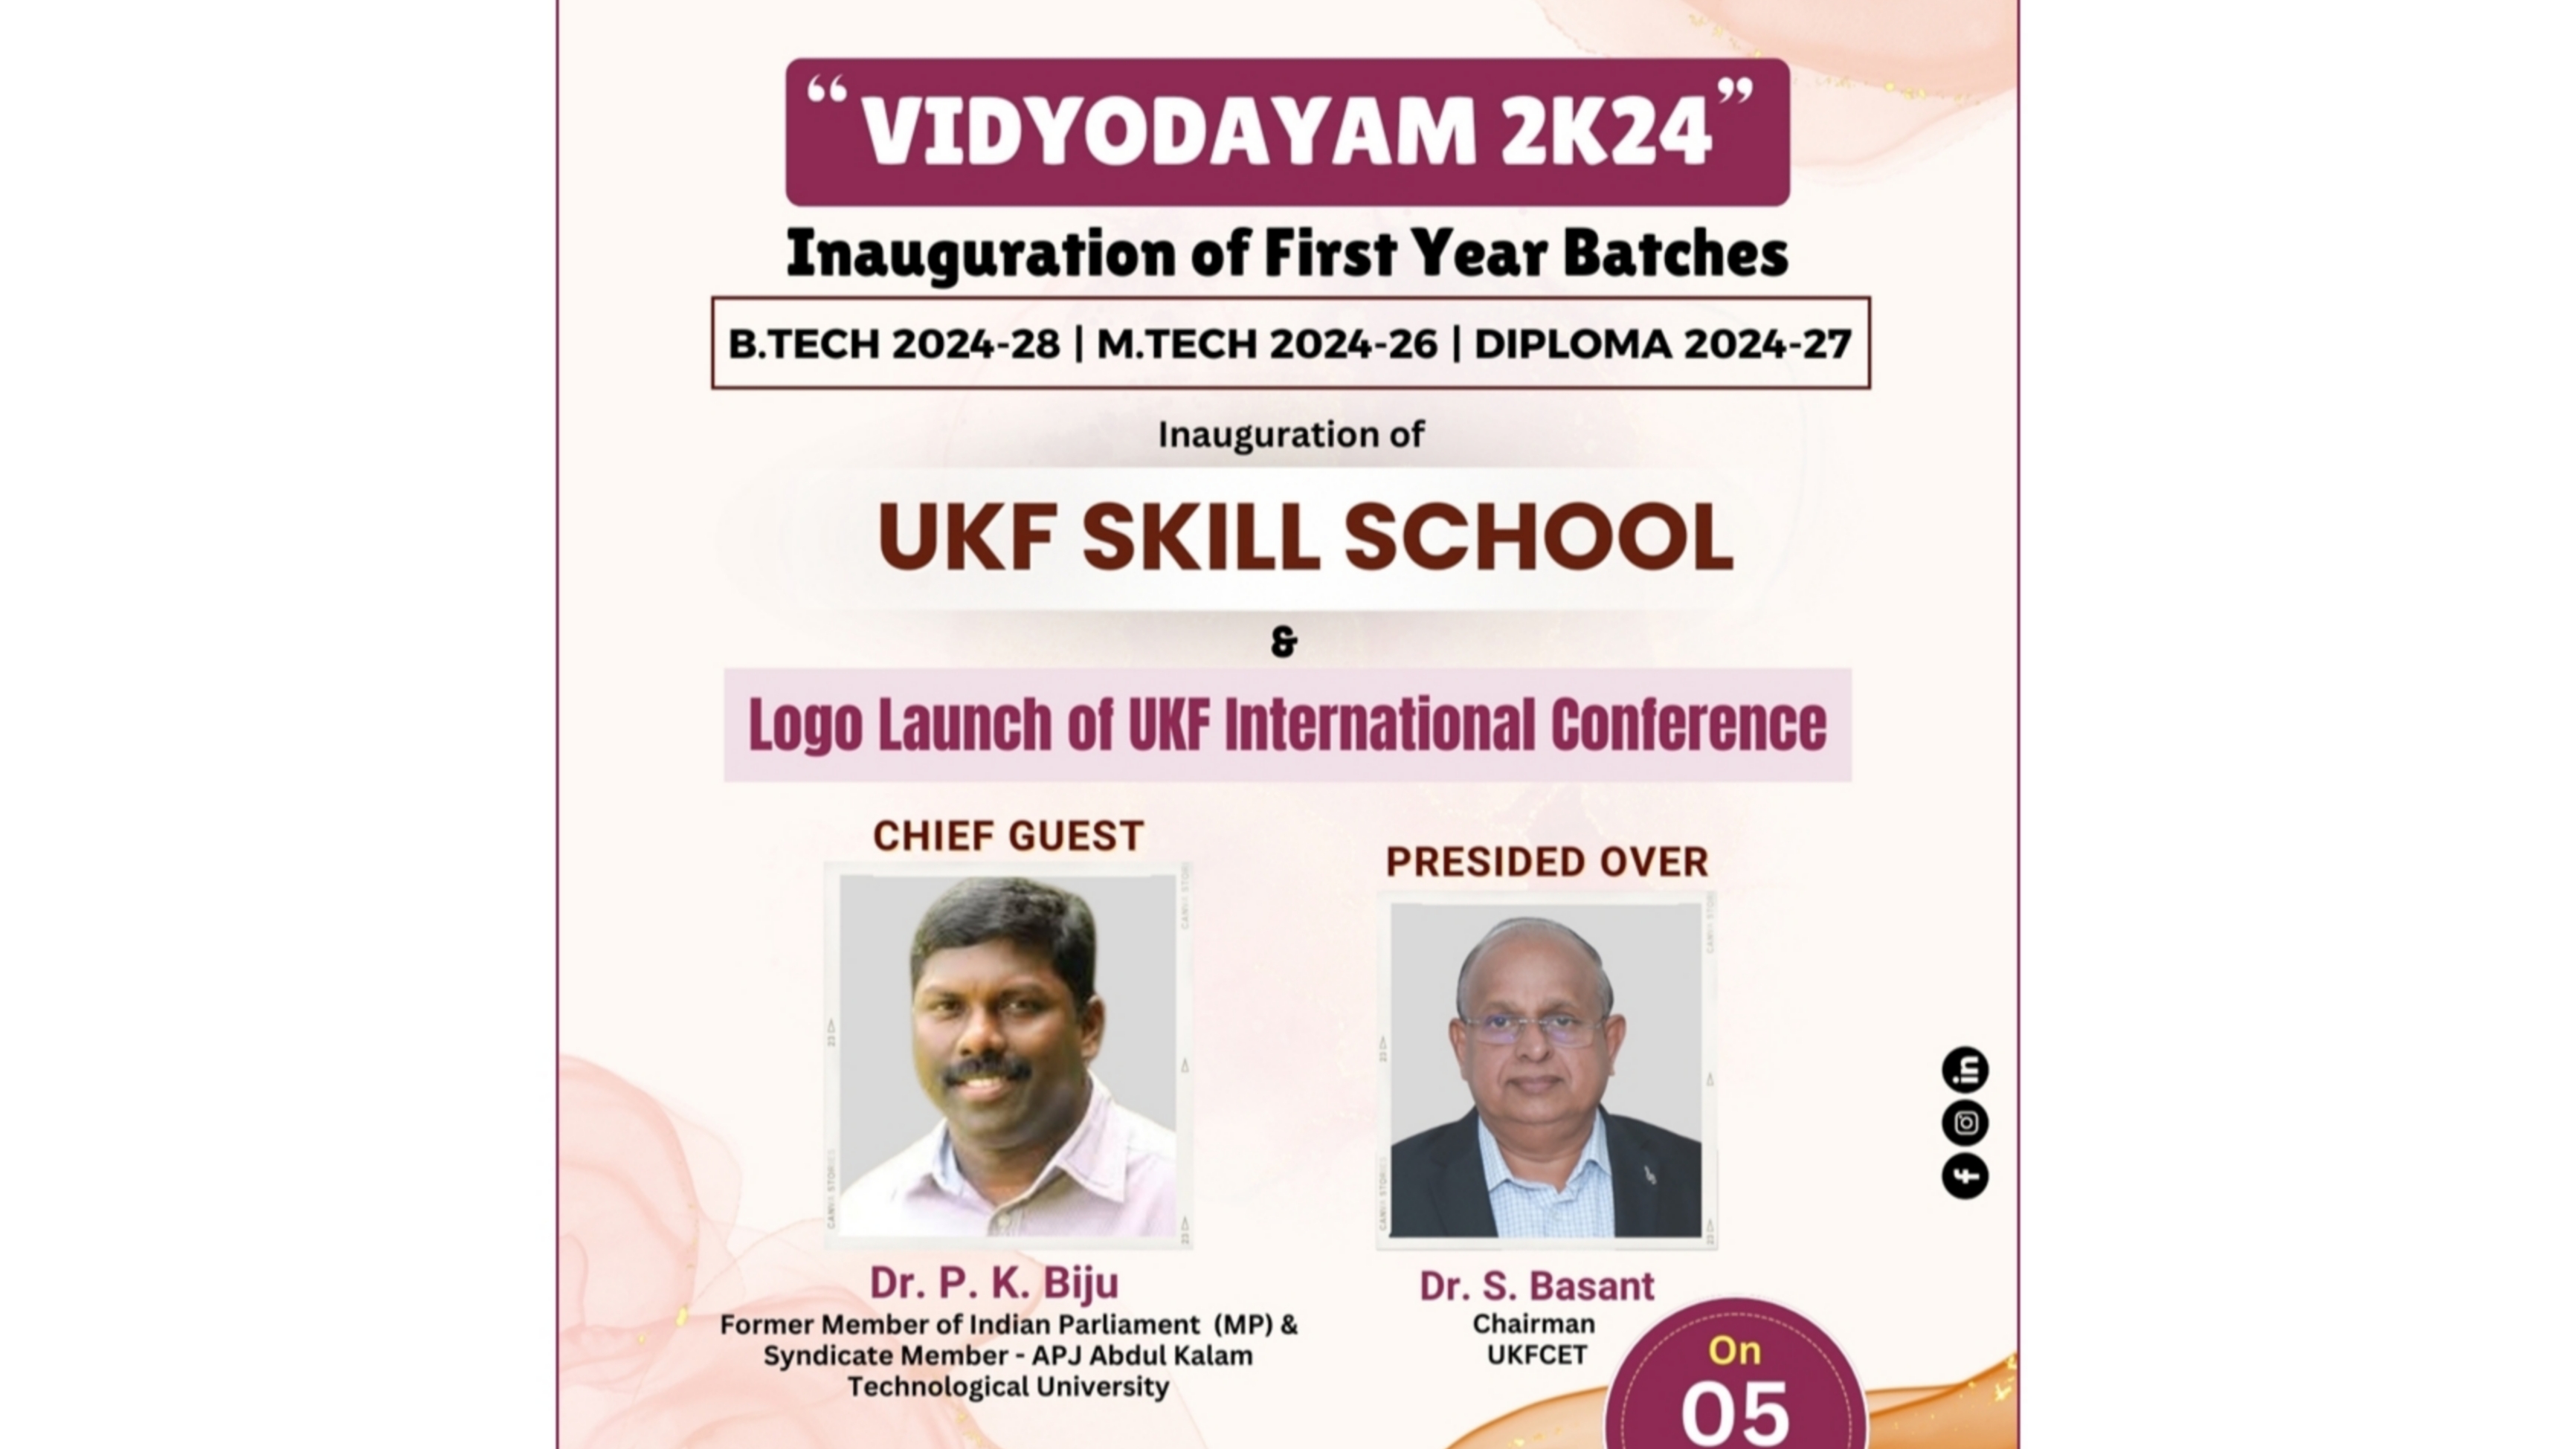 “VIDYODAYAM 2K24”
Inauguration of First Year Batches
B.TECH 2024-28 | M.TECH 2024-26 | DIPLOMA 2024-27
Inauguration of
UKF SKILL SCHOOL
&
Logo Launch of UKF International Conference
CHIEF GUEST
PRESIDED OVER
Dr. P. K. Biju
Former Member of Indian Parliament (MP) &
Syndicate Member - APJ Abdul Kalam
Technological University
Dr. S. Basant
Chairman
UKFCET
On
05
in
f